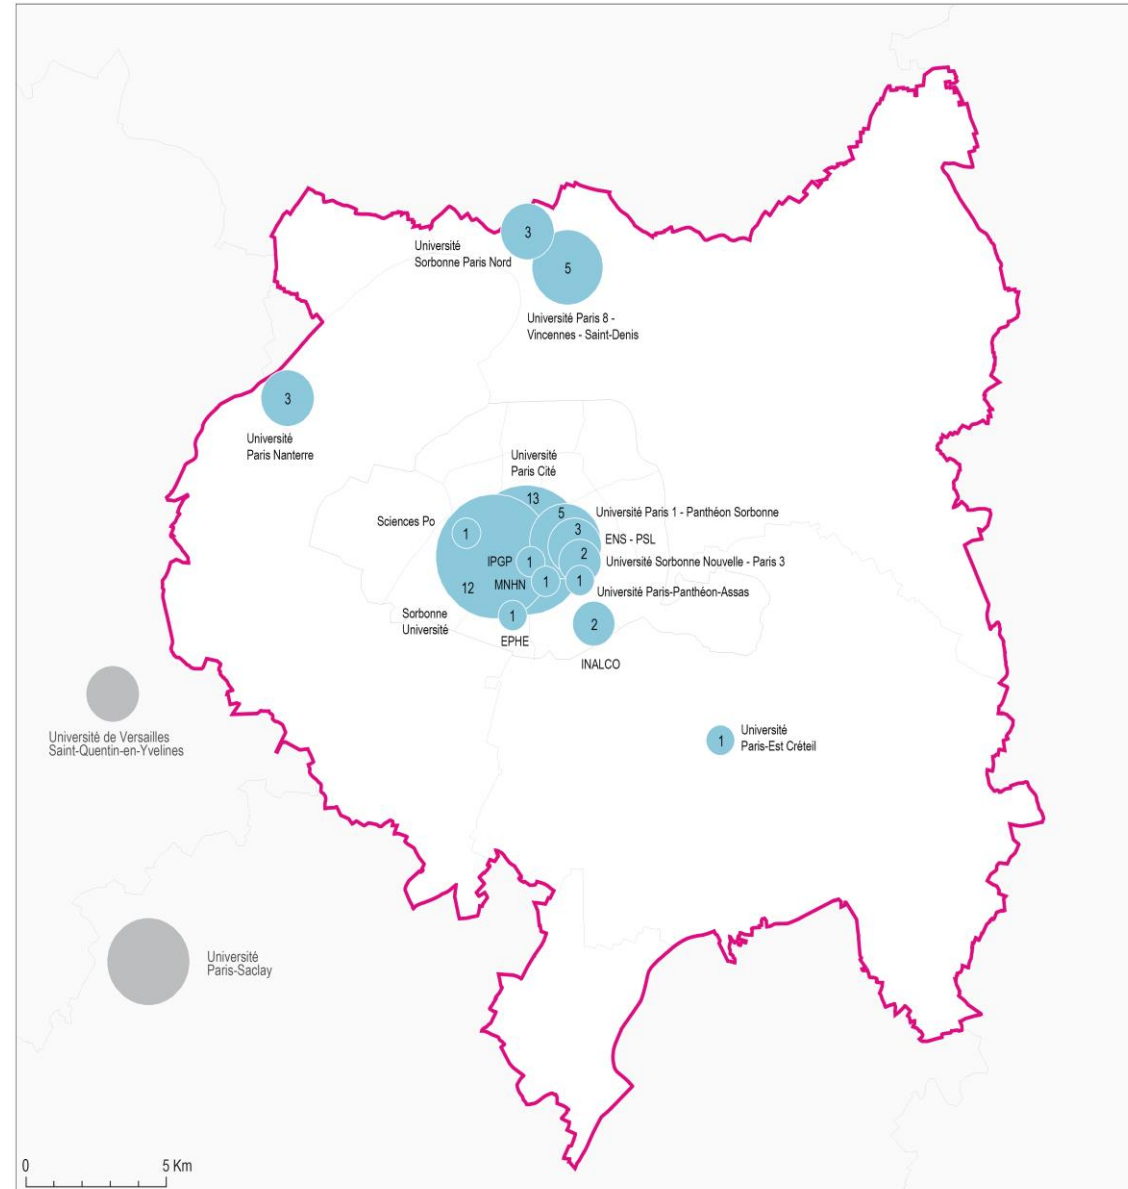 3
Université
Sorbonne Paris Nord
5
Université Paris 8 -
Vincennes - Saint-Denis
3
Université
Paris Nanterre
Université
Paris Cité
13
Sciences Po
1
5
Université Paris 1 - Panthéon Sorbonne
3
ENS - PSL
2
Université Sorbonne Nouvelle - Paris 3
IPGP
1
MNHN
1
1
Université Paris-Panthéon-Assas
12
Sorbonne
Université
1
EPHE
2
INALCO
Université de Versailles
Saint-Quentin-en-Yvelines
1
Université
Paris-Est Créteil
Université
Paris-Saclay
0
5 Km